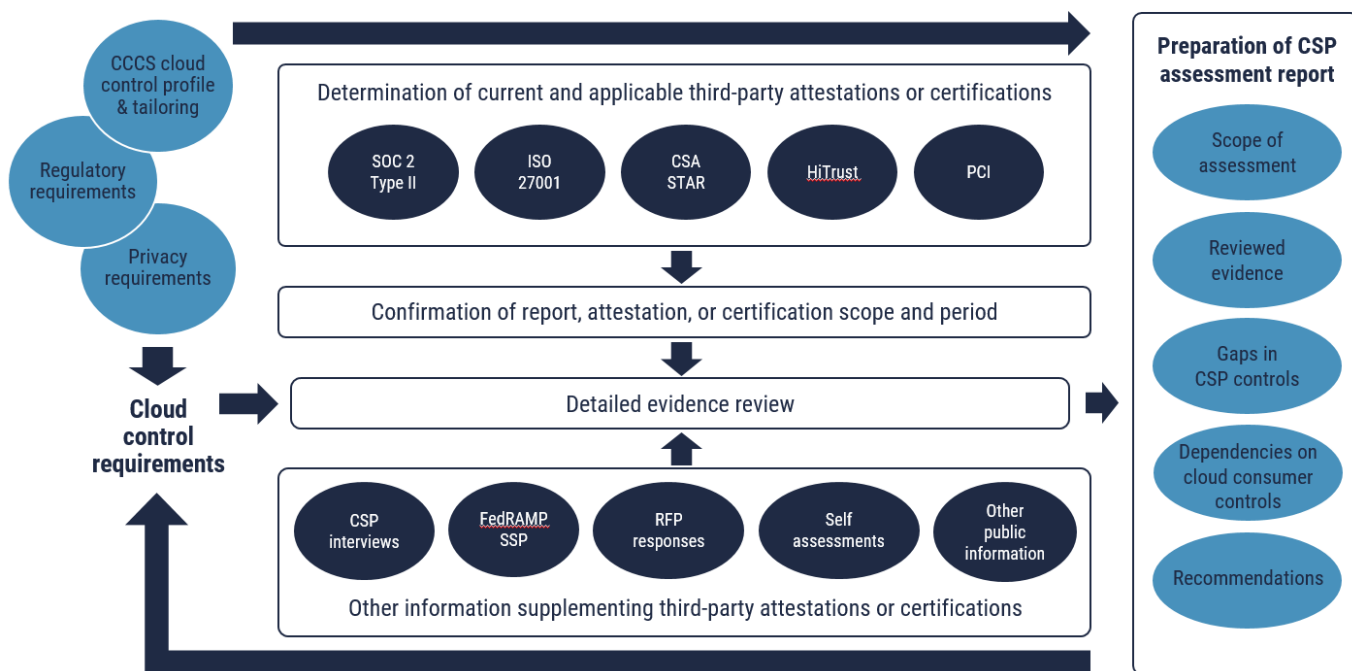 CCCS cloud
control profile
& tailoring
Regulatory
requirements
Privacy
requirements
Cloud
control
requirements
Determination of current and applicable third-party attestations or certifications
SOC 2
Type II
ISO
27001
CSA
STAR
HiTrust
PCI
Confirmation of report, attestation, or certification scope and period
Detailed evidence review
CSP
interviews
FedRAMP
SSP
RFP
responses
Self
assessments
Other
public
information
Other information supplementing third-party attestations or certifications
Preparation of CSP
assessment report
Scope of
assessment
Reviewed
evidence
Gaps in
CSP controls
Dependencies on
cloud consumer
controls
Recommendations